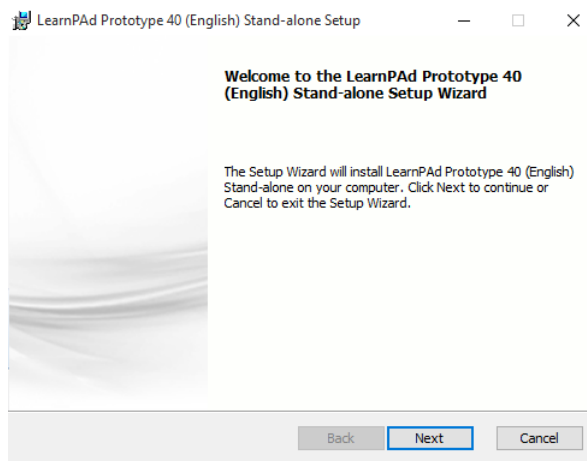 LearnPAd Prototype 40 (English) Stand-alone Setup
Welcome to the LearnPAd Prototype 40
(English) Stand-alone Setup Wizard
The Setup Wizard will install LearnPAd Prototype 40 (English)
Stand-alone on your computer. Click Next to continue or
Cancel to exit the Setup Wizard.
Back Next Cancel